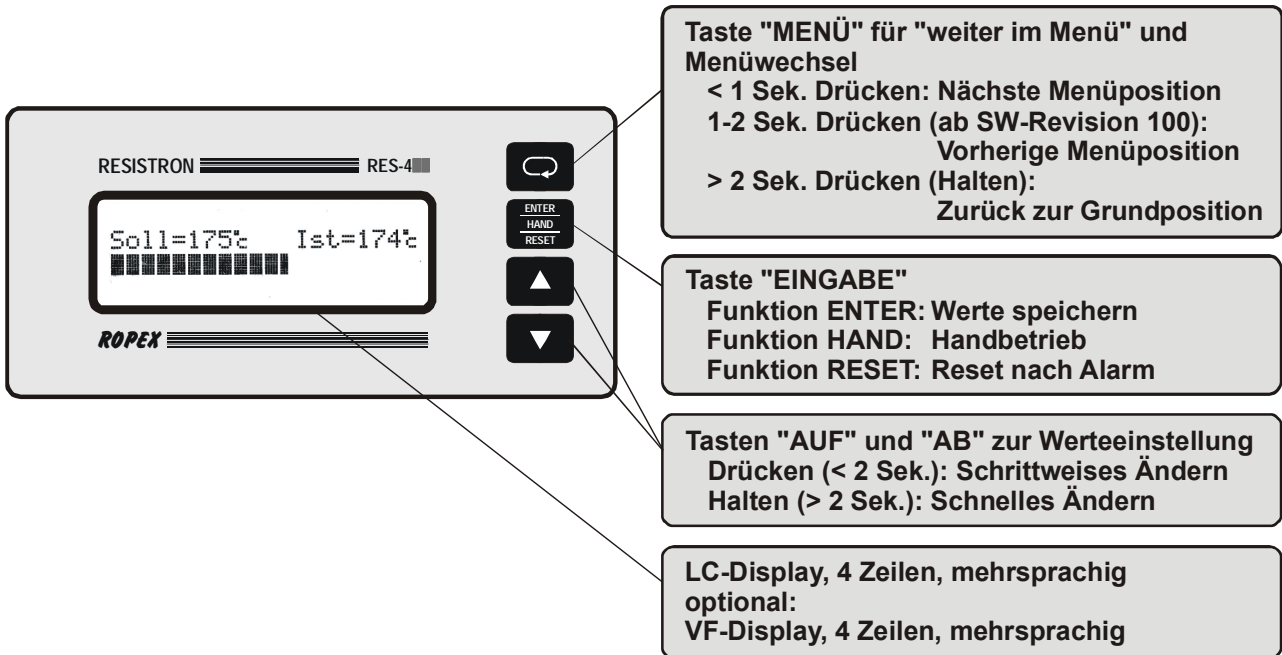 RESISTRON RES-4
Soll=175°c Ist=174°c
ROPEX
ENTER
HAND
RESET
Taste "MENÜ" für "weiter im Menü" und
Menüwechsel
< 1 Sek. Drücken: Nächste Menüposition
1-2 Sek. Drücken (ab SW-Revision 100):
Vorherige Menüposition
> 2 Sek. Drücken (Halten):
Zurück zur Grundposition
Taste "EINGABE"
Funktion ENTER: Werte speichern
Funktion HAND: Handbetrieb
Funktion RESET: Reset nach Alarm
Tasten "AUF" und "AB" zur Werteeinstellung
Drücken (< 2 Sek.): Schrittweises Ändern
Halten (> 2 Sek.): Schnelles Ändern
LC-Display, 4 Zeilen, mehrsprachig
optional:
VF-Display, 4 Zeilen, mehrsprachig